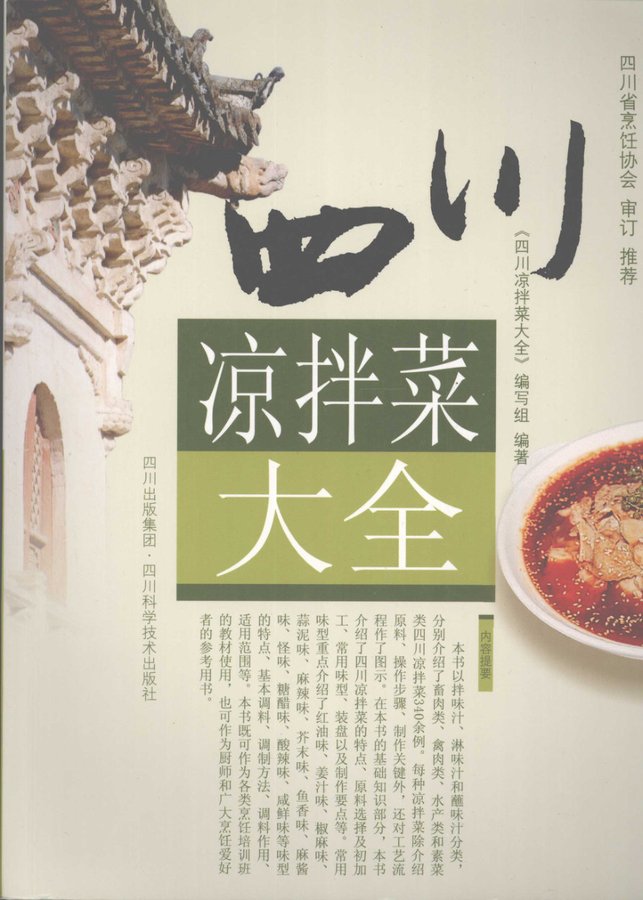 四川省烹饪协会 审订 推荐
四川
《四川凉拌菜大全》 编写组 编著
凉拌菜
大全
四川出版集团·四川科学技术出版社
内容提要
本书以拌味汁、淋味汁和蘸味汁分类，
分别介绍了畜肉类、禽肉类、水产类和素菜
类四川凉拌菜340余例。每种凉拌菜除介绍
原料、操作步骤、制作关键外，还对工艺流
程作了图示。在本书的基础知识部分，本书
介绍了四川凉拌菜的特点、原料选择及初加
工、常用味型、装盘以及制作要点等。常用
味型重点介绍了红油味、姜汁味、椒麻味、
蒜泥味、麻辣味、芥末味、鱼香味、麻酱
味、怪味、糖醋味、酸辣味、咸鲜味等味型
的特点、基本调料、调制方法、调料作用、
适用范围等。本书既可作为各类烹饪培训班
的教材使用，也可作为厨师和广大烹饪爱好
者的参考用书。